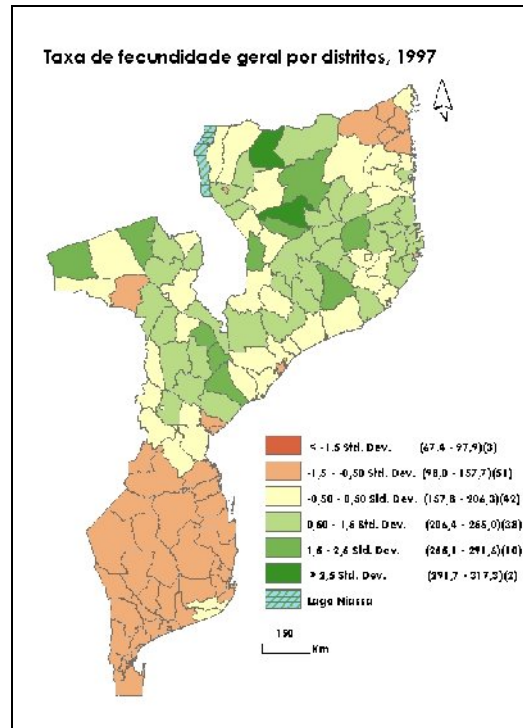 Taxa de fecundidade geral por distritos, 1997
< -1.5 Std. Dev. (67.4 - 97,9)(3)
-1,5 - -0,50 Std. Dev. (98,0 - 157,7)(51)
-0,50 - 0,50 Std. Dev. (157,8 - 206,3)(42)
0,50 - 1,5 Std. Dev. (206,4 - 265,0)(38)
1,5 - 2,5 Std. Dev. (265,1 - 291,6)(10)
> 2,5 Std. Dev. (291,7 - 317,3)(2)
Lago Niassa
150
Km